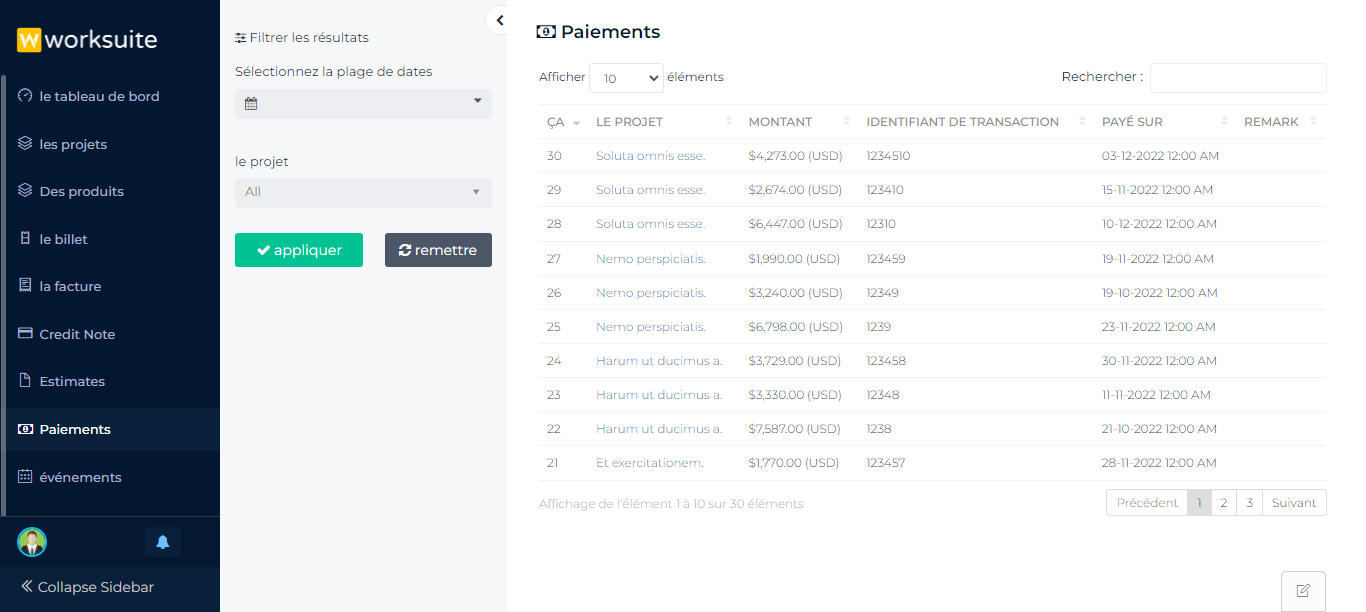 worksuite
le tableau de bord
les projets
Des produits
le billet
la facture
Credit Note
Estimates
Paiements
événements
Collapse Sidebar
Filtrer les résultats
Sélectionnez la plage de dates
le projet
All
appliquer remettre
Paiements
Afficher 10 éléments Rechercher :
ÇA LE PROJET MONTANT IDENTIFIANT DE TRANSACTION PAYÉ SUR REMARK
30 Soluta omnis esse. $4,273.00 (USD) 1234510 03-12-2022 12:00 AM
29 Soluta omnis esse. $2,674.00 (USD) 123410 15-11-2022 12:00 AM
28 Soluta omnis esse. $6,447.00 (USD) 12310 10-12-2022 12:00 AM
27 Nemo perspiciatis. $1,990.00 (USD) 123459 19-11-2022 12:00 AM
26 Nemo perspiciatis. $3,240.00 (USD) 12349 19-10-2022 12:00 AM
25 Nemo perspiciatis. $6,798.00 (USD) 1239 23-11-2022 12:00 AM
24 Harum ut ducimus a. $3,729.00 (USD) 123458 30-11-2022 12:00 AM
23 Harum ut ducimus a. $3,330.00 (USD) 12348 11-11-2022 12:00 AM
22 Harum ut ducimus a. $7,587.00 (USD) 1238 21-10-2022 12:00 AM
21 Et exercitationem. $1,770.00 (USD) 123457 28-11-2022 12:00 AM
Affichage de l'élément 1 à 10 sur 30 éléments Précédent 1 2 3 Suivant